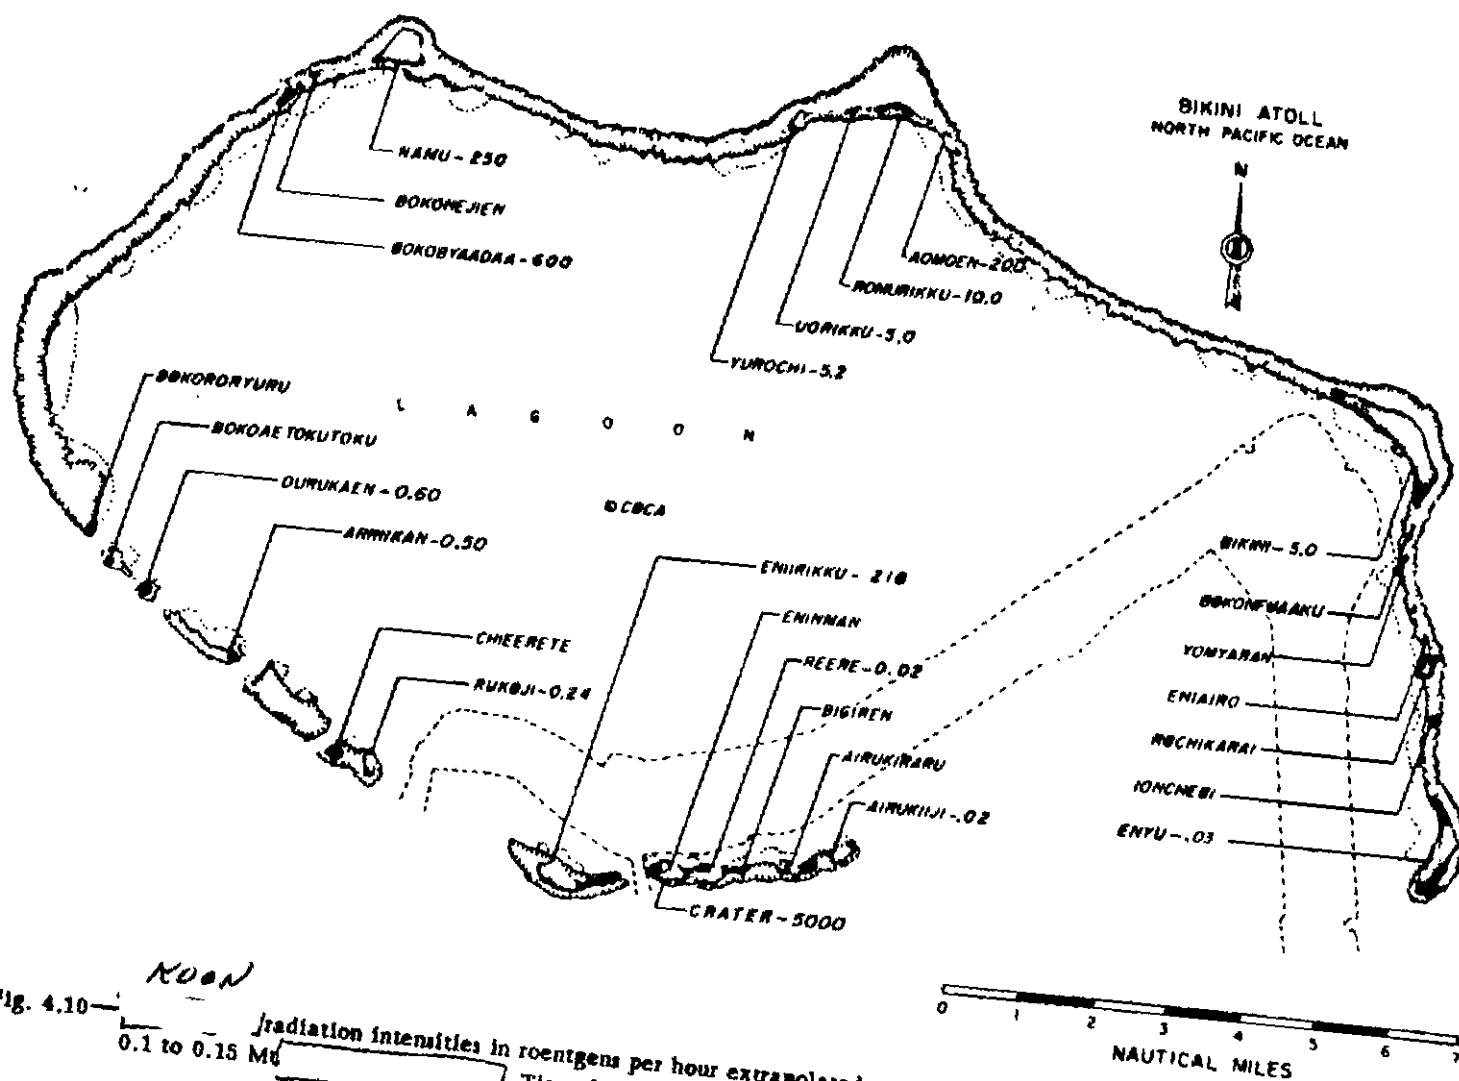 BIKINI ATOLL
NORTH PACIFIC OCEAN
N
NAMU-250
BOKONEJIEN
BOKOBYAADAA-600
AOMOEN-200
ROMURIKKU-10.0
UORIKKU-5.0
YUROCHI-5.2
BOKORORYURU
BOKOAETOKUTOKU
OURUKAEN-0.60
ARRIIKAN-0.50
L A G O O N
COCA
CHIEERETE
RUKOJI-0.24
ENIIRIKKU-210
ENINMAN
REERE-0.02
BIGIREN
AIRUKIRARU
AIRUKIIJI-.02
CRATER-5000
BIKINI-5.0
BOKONFUAAKU
YOMYARAN
ENIAIRO
ROCHIKARAI
IONCHEBI
ENYU-.03
0 1 2 3 4 5 6 7
NAUTICAL MILES
KOON
Fig. 4.10—
radiation intensities in roentgens per hour extrapolated
0.1 to 0.15 Mt